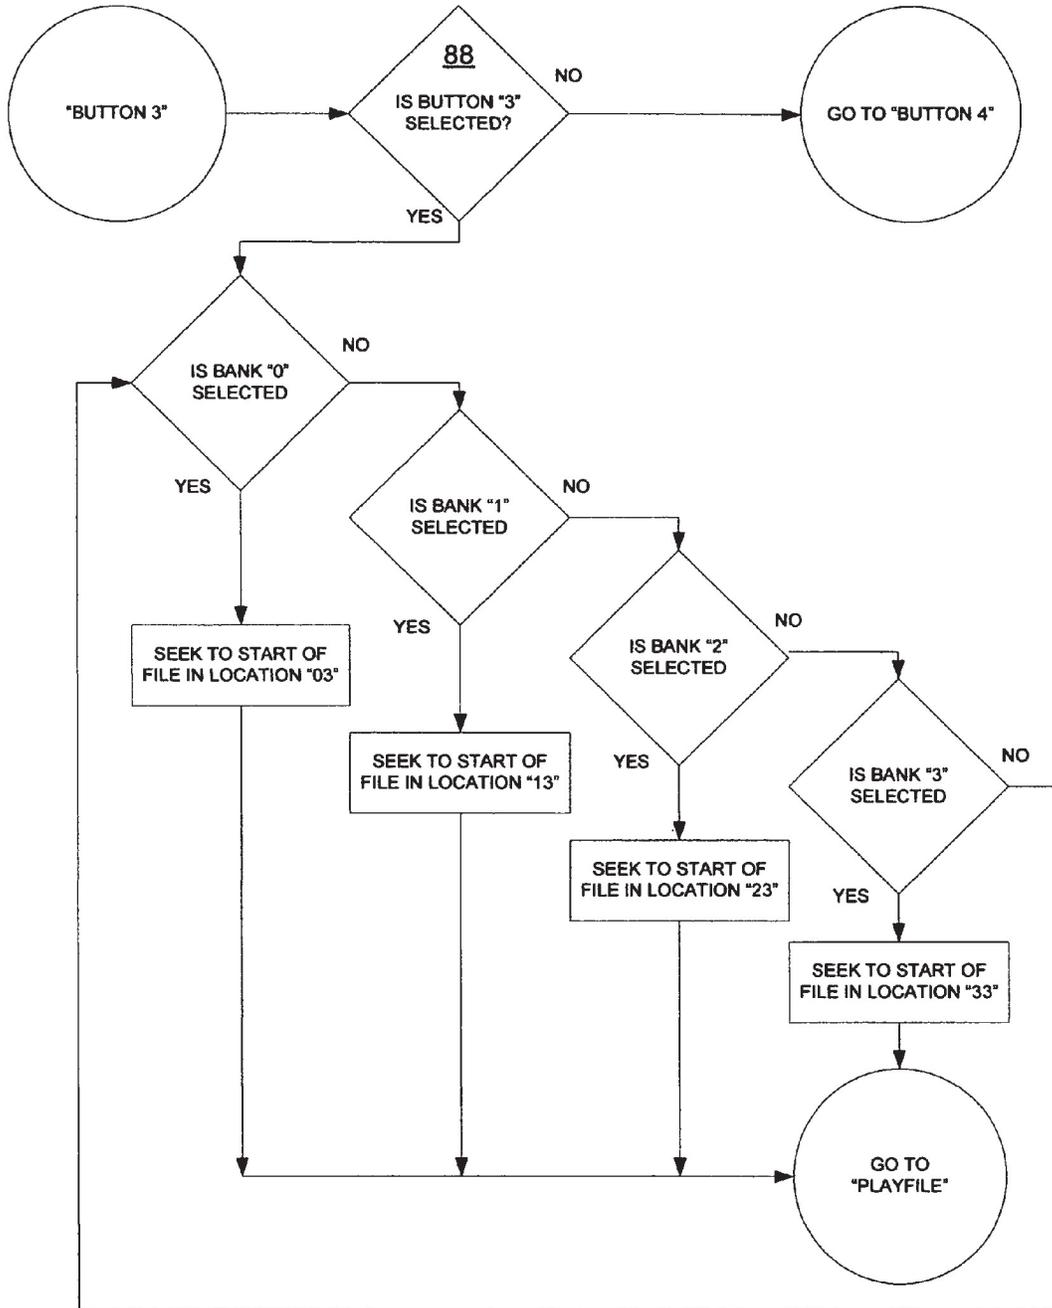 "BUTTON 3"
88
IS BUTTON "3"
SELECTED?
NO
GO TO "BUTTON 4"
YES
IS BANK "0"
SELECTED
NO
YES
SEEK TO START OF
FILE IN LOCATION "03"
IS BANK "1"
SELECTED
NO
YES
SEEK TO START OF
FILE IN LOCATION "13"
IS BANK "2"
SELECTED
NO
YES
SEEK TO START OF
FILE IN LOCATION "23"
IS BANK "3"
SELECTED
NO
YES
SEEK TO START OF
FILE IN LOCATION "33"
GO TO
"PLAYFILE"